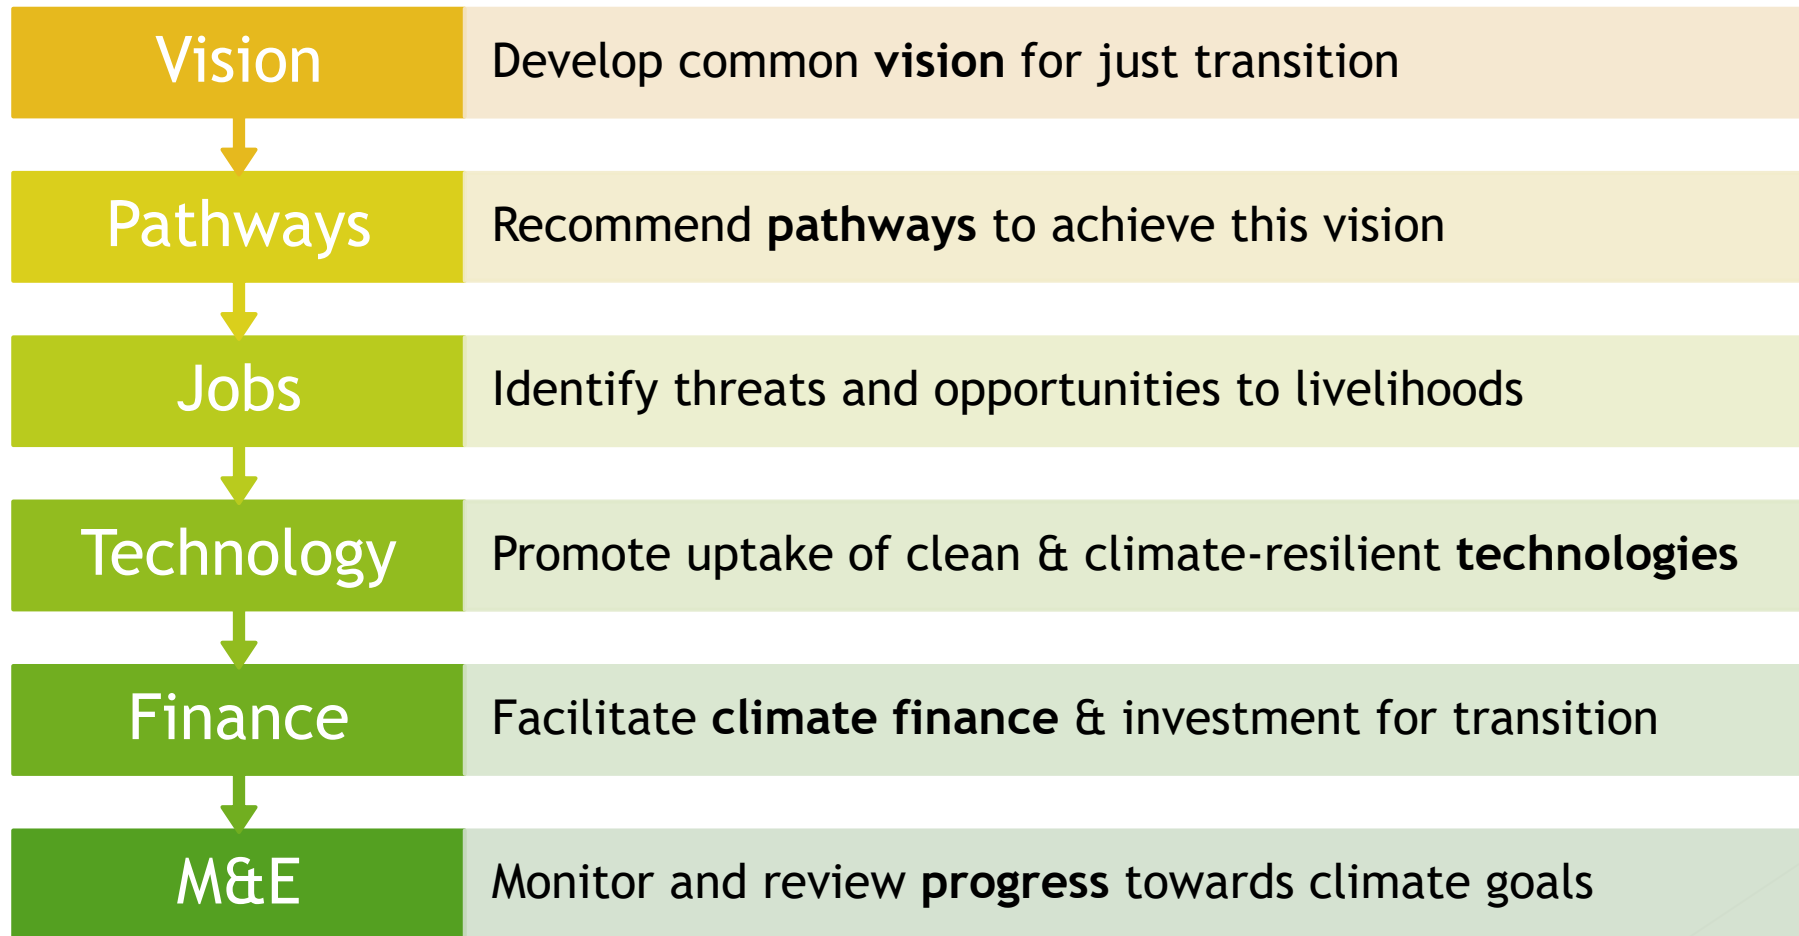 Vision
Develop common vision for just transition
Pathways
Recommend pathways to achieve this vision
Jobs
Identify threats and opportunities to livelihoods
Technology
Promote uptake of clean & climate-resilient technologies
Finance
Facilitate climate finance & investment for transition
M&E
Monitor and review progress towards climate goals